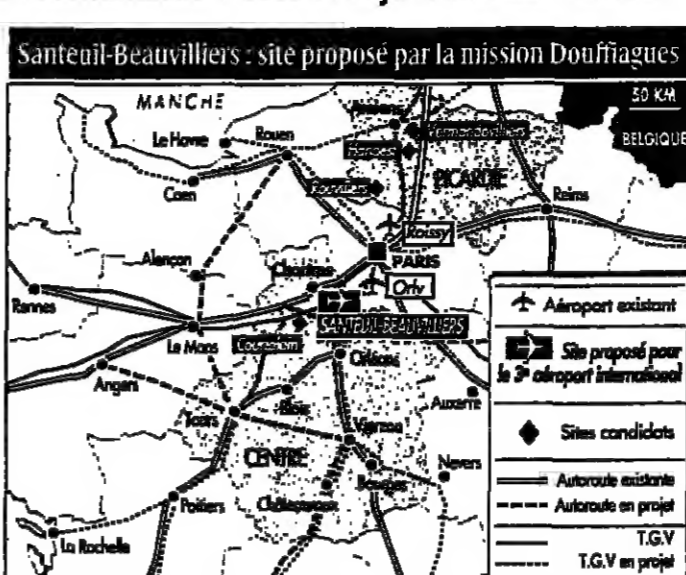 Santeuil-Beauvilliers : site proposé par la mission Douffiagues
MANCHE
50 KM
BELGIQUE
Le Havre
Rouen
Caen
PICARDIE
Reims
Roissy
PARIS
Orly
Alençon
Rennes
Le Mans
SANTEUIL-BEAUVILLIERS
Orléans
Angers
Tours
Blois
Auxerre
Vierzon
CENTRE
Bourges
Nevers
Poitiers
Châteauroux
La Rochelle
Aéroport existant
Site proposé pour
le 3e aéroport international
Sites candidats
Autoroute existante
Autoroute en projet
T.G.V
T.G.V en projet